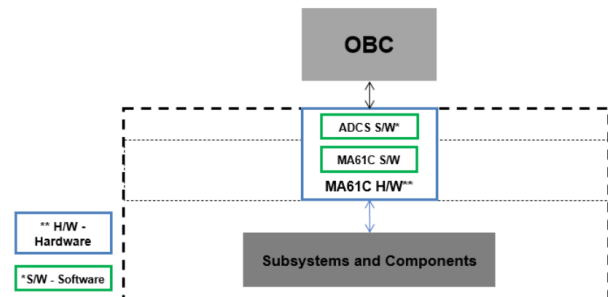 OBC
ADCS S/W*
MA61C S/W
MA61C H/W**
** H/W -
Hardware
Subsystems and Components
*S/W - Software